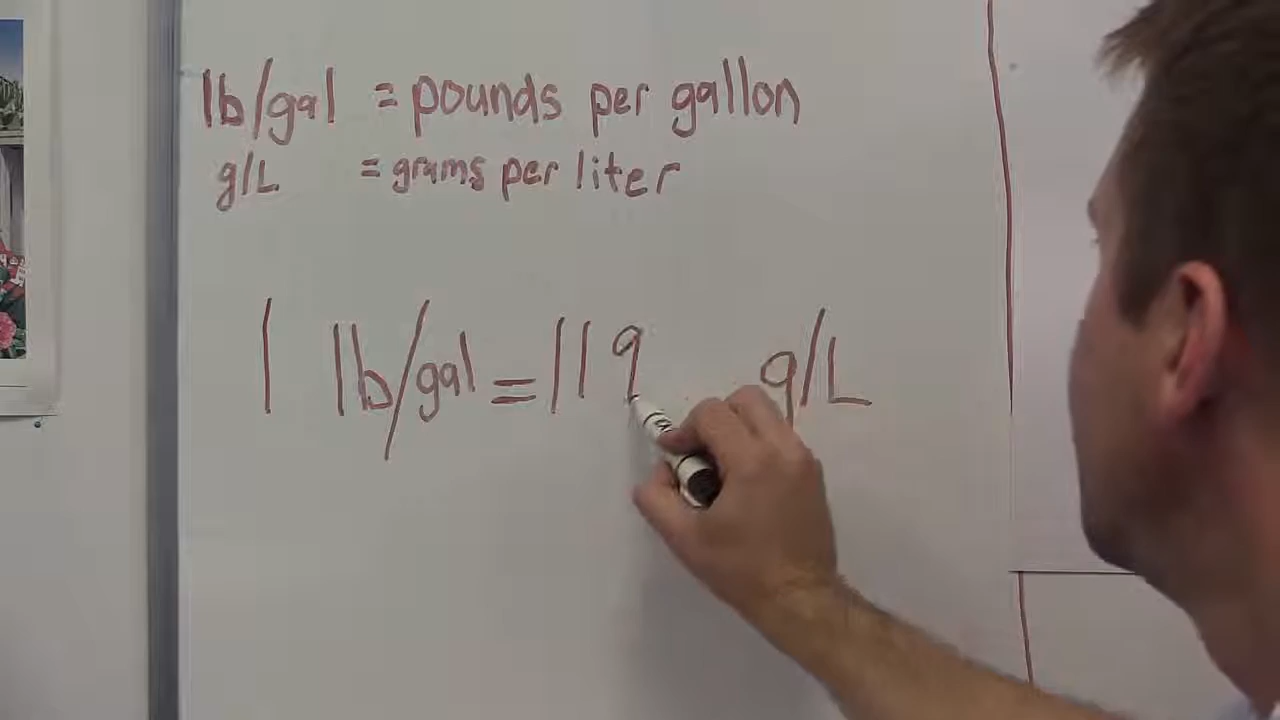 lb/gal = pounds per gallon
g/L = grams per liter
1 lb/gal = 119 g/L